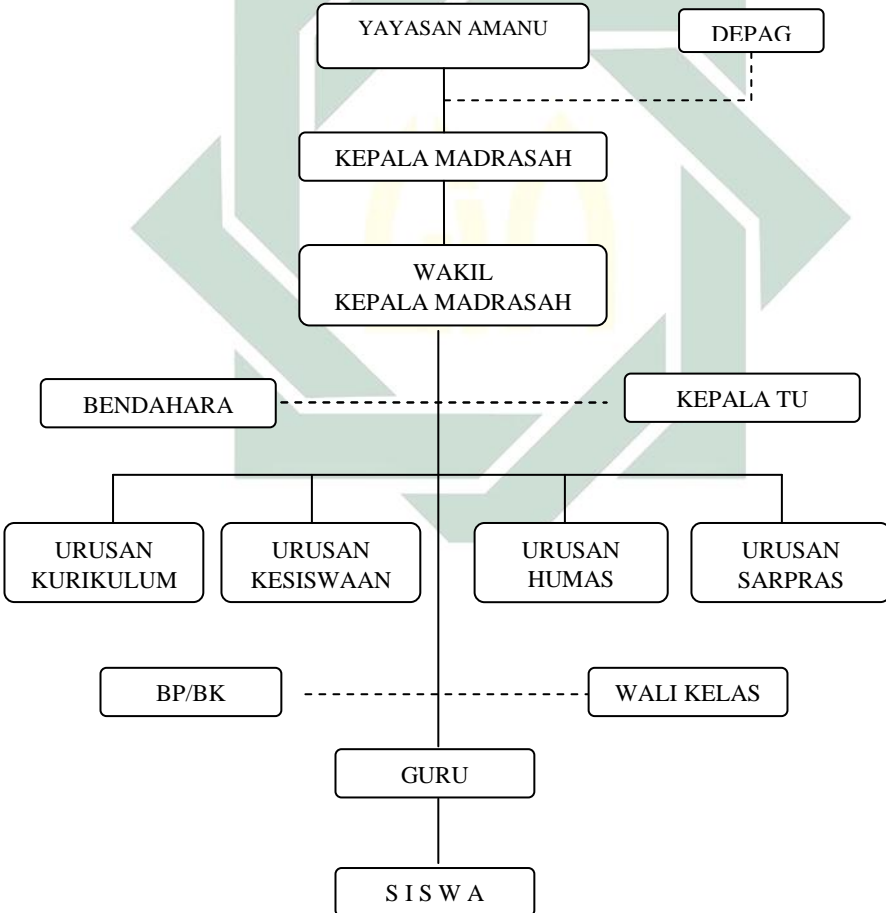 YAYASAN AMANU
DEPAG
KEPALA MADRASAH
WAKIL
KEPALA MADRASAH
BENDAHARA
KEPALA TU
URUSAN
KURIKULUM
URUSAN
KESISWAAN
URUSAN
HUMAS
URUSAN
SARPRAS
BP/BK
WALI KELAS
GURU
S I S W A